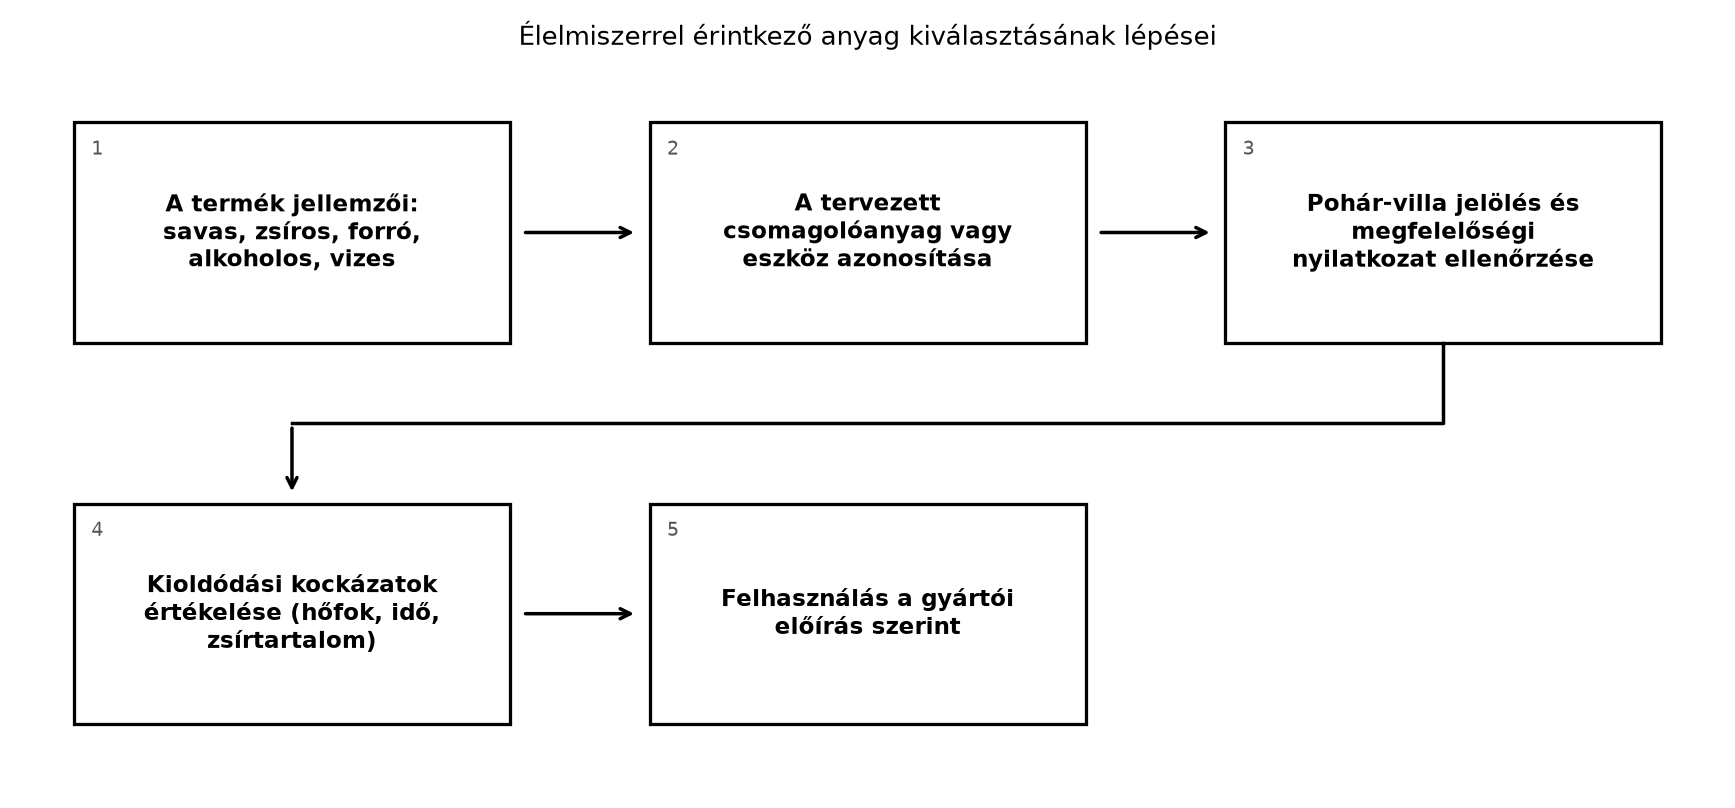 Élelmiszerrel érintkező anyag kiválasztásának lépései
1
A termék jellemzői:
savas, zsíros, forró,
alkoholos, vizes
2
A tervezett
csomagolóanyag vagy
eszköz azonosítása
3
Pohár-villa jelölés és
megfelelőségi
nyilatkozat ellenőrzése
4
Kioldódási kockázatok
értékelése (hőfok, idő,
zsírtartalom)
5
Felhasználás a gyártói
előírás szerint